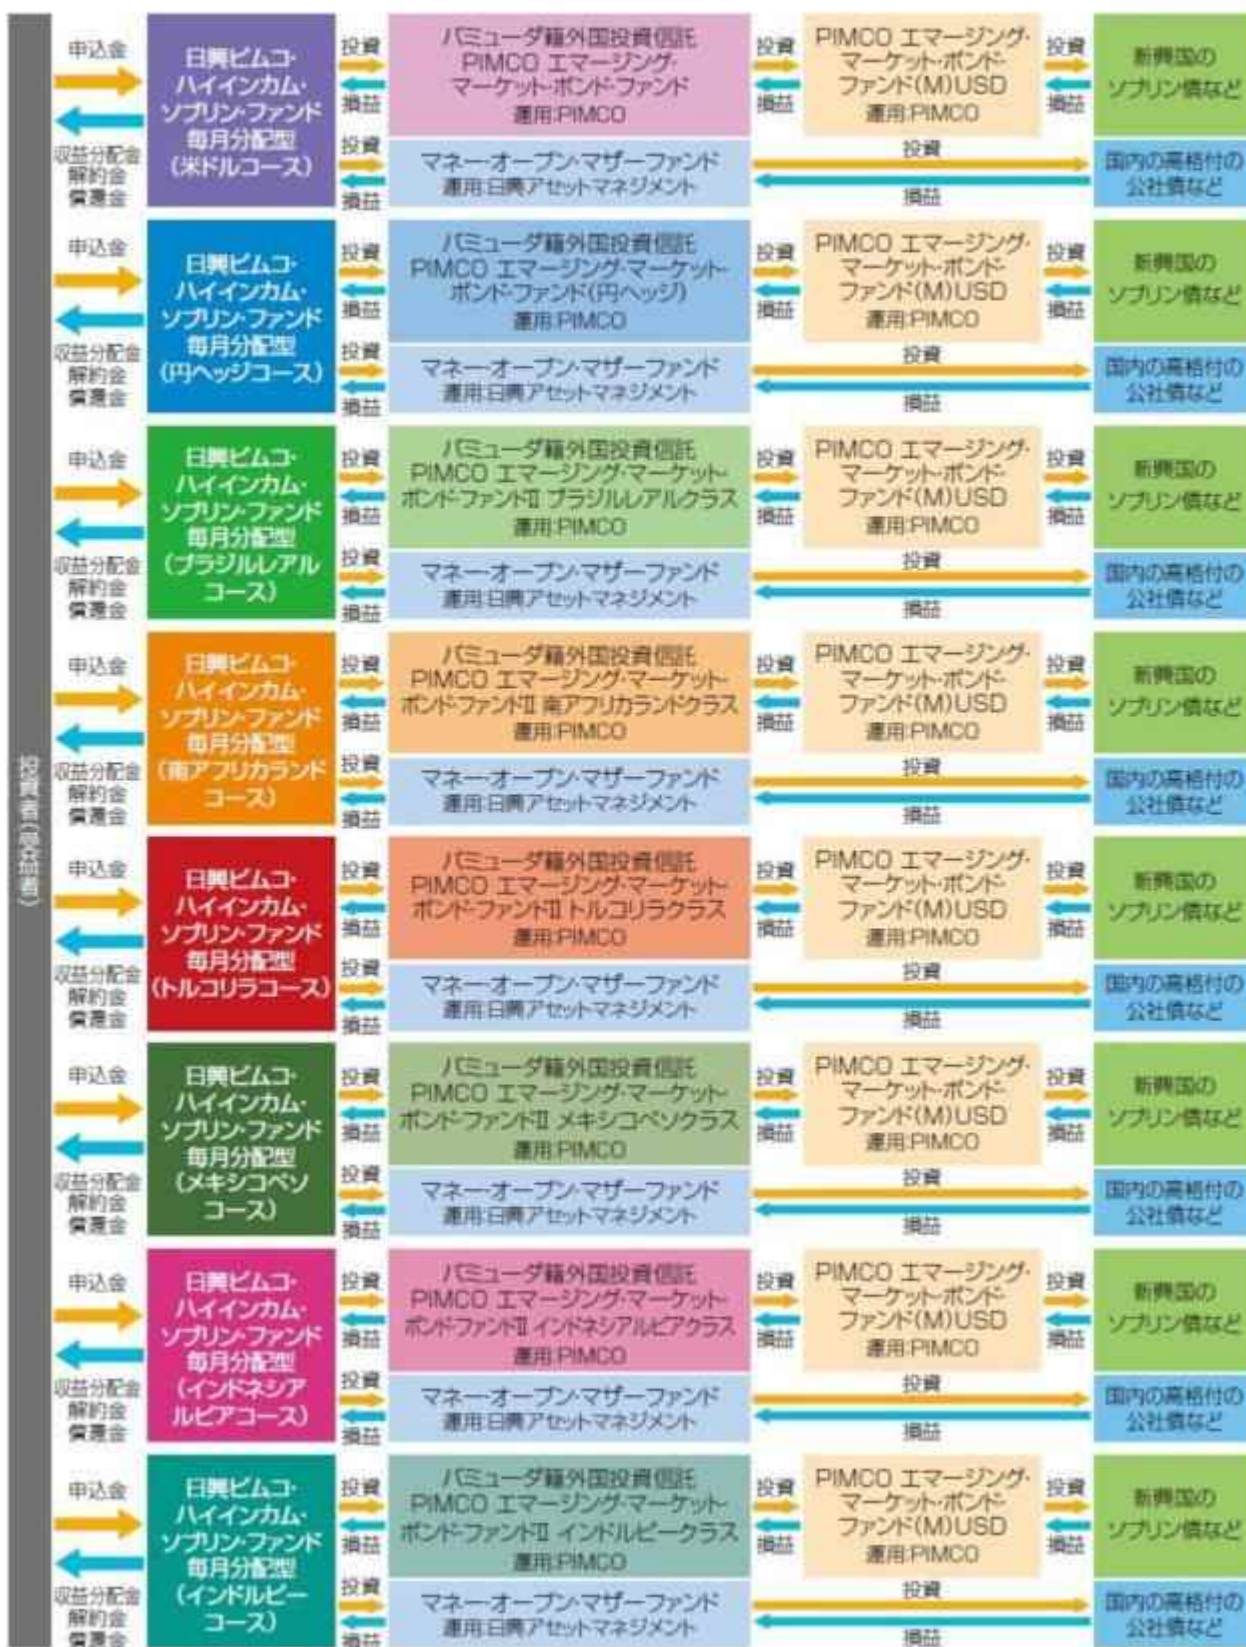 投資者(受益者)
申込金
収益分配金
解約金
償還金
日興ピムコ・
ハイインカム・
ソブリン・ファンド
毎月分配型
(米ドルコース)
投資
損益
投資
損益
バミューダ籍外国投資信託
PIMCO エマージング・
マーケット・ボンド・ファンド
運用:PIMCO
マネー・オープン・マザーファンド
運用:日興アセットマネジメント
投資
損益
PIMCO エマージング・
マーケット・ボンド・
ファンド(M)USD
運用:PIMCO
投資
損益
投資
損益
新興国の
ソブリン債など
国内の高格付の
公社債など
申込金
収益分配金
解約金
償還金
日興ピムコ・
ハイインカム・
ソブリン・ファンド
毎月分配型
(円ヘッジコース)
投資
損益
投資
損益
バミューダ籍外国投資信託
PIMCO エマージング・マーケット・
ボンド・ファンド(円ヘッジ)
運用:PIMCO
マネー・オープン・マザーファンド
運用:日興アセットマネジメント
投資
損益
PIMCO エマージング・
マーケット・ボンド・
ファンド(M)USD
運用:PIMCO
投資
損益
投資
損益
新興国の
ソブリン債など
国内の高格付の
公社債など
申込金
収益分配金
解約金
償還金
日興ピムコ・
ハイインカム・
ソブリン・ファンド
毎月分配型
(ブラジルレアル
コース)
投資
損益
投資
損益
バミューダ籍外国投資信託
PIMCO エマージング・マーケット・
ボンド・ファンドⅡ ブラジルレアルクラス
運用:PIMCO
マネー・オープン・マザーファンド
運用:日興アセットマネジメント
投資
損益
PIMCO エマージング・
マーケット・ボンド・
ファンド(M)USD
運用:PIMCO
投資
損益
投資
損益
新興国の
ソブリン債など
国内の高格付の
公社債など
申込金
収益分配金
解約金
償還金
日興ピムコ・
ハイインカム・
ソブリン・ファンド
毎月分配型
(南アフリカランド
コース)
投資
損益
投資
損益
バミューダ籍外国投資信託
PIMCO エマージング・マーケット・
ボンド・ファンドⅡ 南アフリカランドクラス
運用:PIMCO
マネー・オープン・マザーファンド
運用:日興アセットマネジメント
投資
損益
PIMCO エマージング・
マーケット・ボンド・
ファンド(M)USD
運用:PIMCO
投資
損益
投資
損益
新興国の
ソブリン債など
国内の高格付の
公社債など
申込金
収益分配金
解約金
償還金
日興ピムコ・
ハイインカム・
ソブリン・ファンド
毎月分配型
(トルコリラコース)
投資
損益
投資
損益
バミューダ籍外国投資信託
PIMCO エマージング・マーケット・
ボンド・ファンドⅡ トルコリラクラス
運用:PIMCO
マネー・オープン・マザーファンド
運用:日興アセットマネジメント
投資
損益
PIMCO エマージング・
マーケット・ボンド・
ファンド(M)USD
運用:PIMCO
投資
損益
投資
損益
新興国の
ソブリン債など
国内の高格付の
公社債など
申込金
収益分配金
解約金
償還金
日興ピムコ・
ハイインカム・
ソブリン・ファンド
毎月分配型
(メキシコペソ
コース)
投資
損益
投資
損益
バミューダ籍外国投資信託
PIMCO エマージング・マーケット・
ボンド・ファンドⅡ メキシコペソクラス
運用:PIMCO
マネー・オープン・マザーファンド
運用:日興アセットマネジメント
投資
損益
PIMCO エマージング・
マーケット・ボンド・
ファンド(M)USD
運用:PIMCO
投資
損益
投資
損益
新興国の
ソブリン債など
国内の高格付の
公社債など
申込金
収益分配金
解約金
償還金
日興ピムコ・
ハイインカム・
ソブリン・ファンド
毎月分配型
(インドネシア
ルピアコース)
投資
損益
投資
損益
バミューダ籍外国投資信託
PIMCO エマージング・マーケット・
ボンド・ファンドⅡ インドネシアルピアクラス
運用:PIMCO
マネー・オープン・マザーファンド
運用:日興アセットマネジメント
投資
損益
PIMCO エマージング・
マーケット・ボンド・
ファンド(M)USD
運用:PIMCO
投資
損益
投資
損益
新興国の
ソブリン債など
国内の高格付の
公社債など
申込金
収益分配金
解約金
償還金
日興ピムコ・
ハイインカム・
ソブリン・ファンド
毎月分配型
(インドルピー
コース)
投資
損益
投資
損益
バミューダ籍外国投資信託
PIMCO エマージング・マーケット・
ボンド・ファンドⅡ インドルピークラス
運用:PIMCO
マネー・オープン・マザーファンド
運用:日興アセットマネジメント
投資
損益
PIMCO エマージング・
マーケット・ボンド・
ファンド(M)USD
運用:PIMCO
投資
損益
投資
損益
新興国の
ソブリン債など
国内の高格付の
公社債など